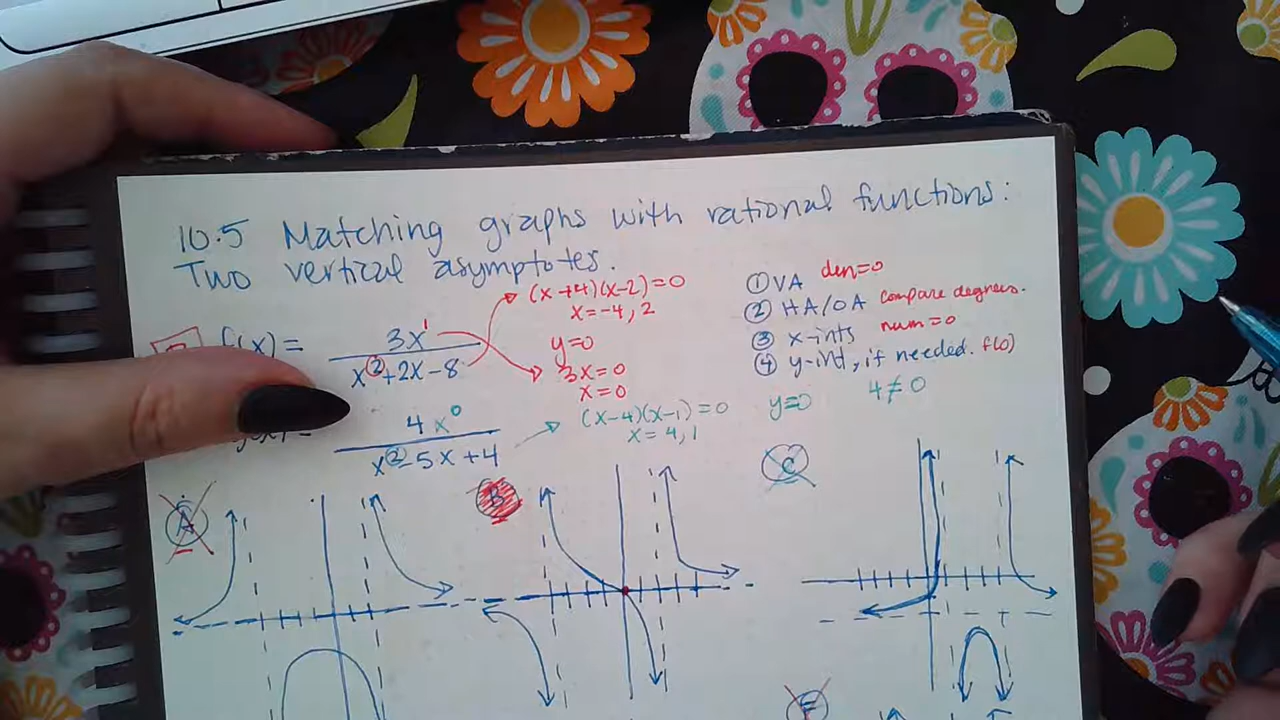 10.5 Matching graphs with rational functions:
Two vertical asymptotes.
f(x) = 3x¹ / x²+2x-8
(x+4)(x-2)=0
x=-4, 2
y=0
3x=0
x=0
① VA den=0
② HA/OA compare degrees.
③ x-ints num=0
④ y-int, if needed. f(0)
4x⁰ / x²-5x+4
(x-4)(x-1)=0
x=4,1
y=0
4≠0
A
B
C
F